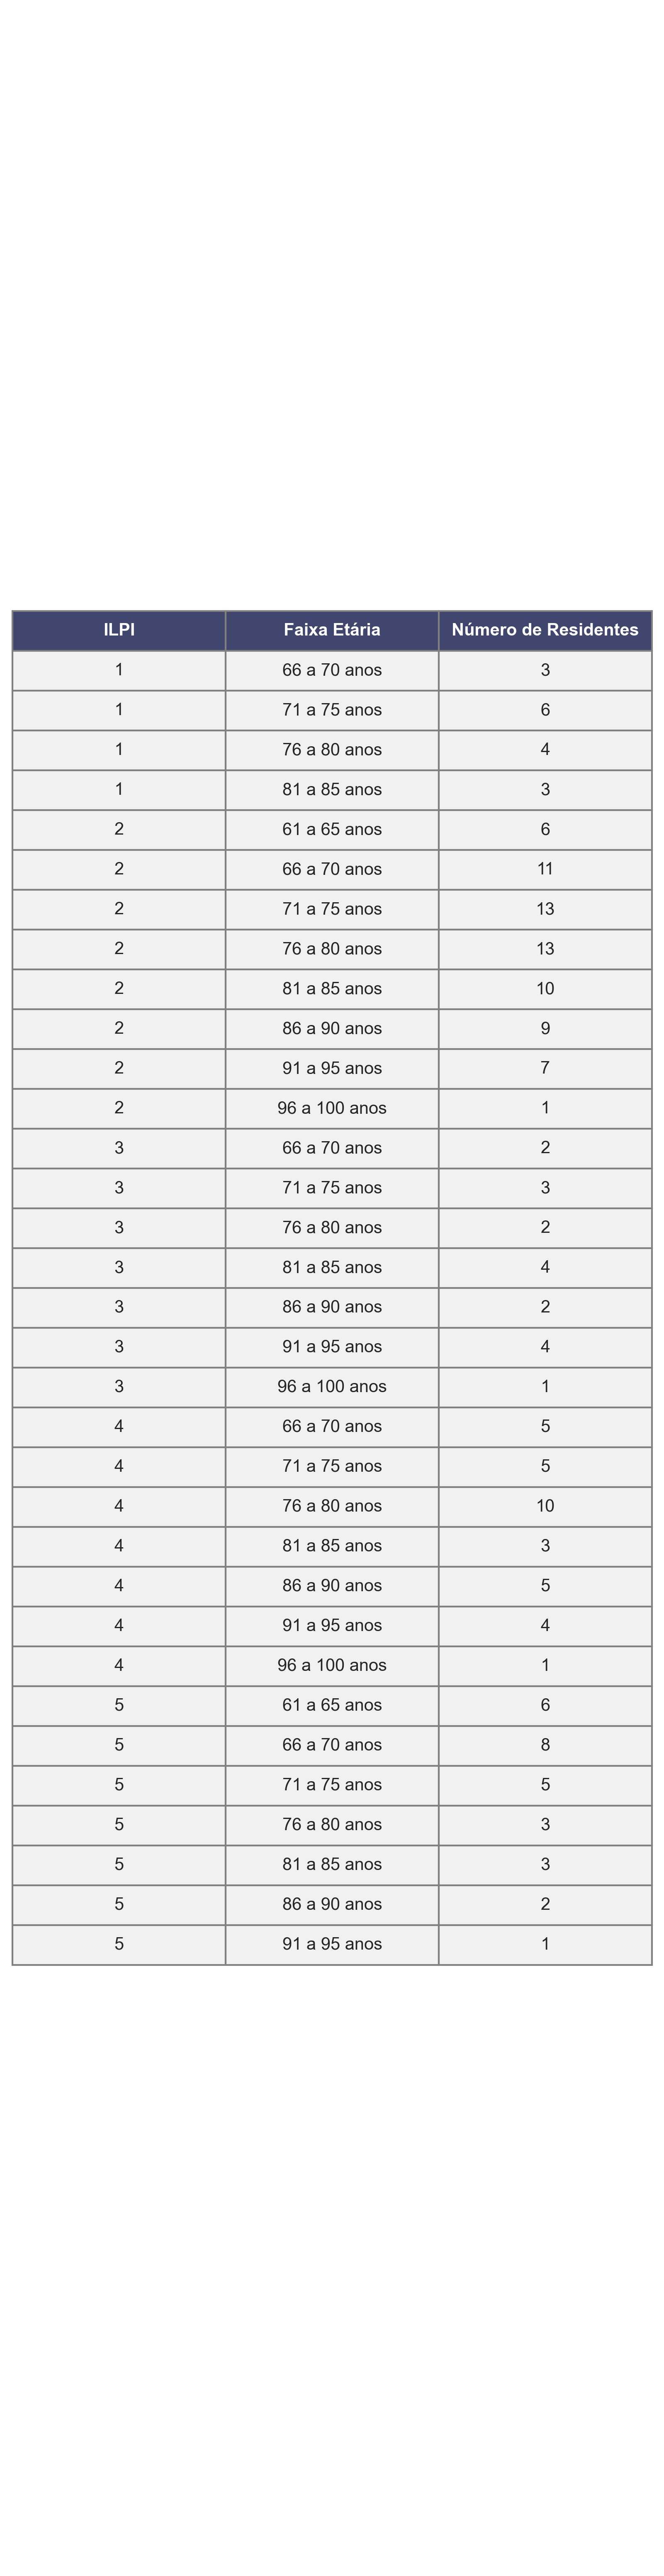 ILPI Faixa Etária Número de Residentes
1 66 a 70 anos 3
1 71 a 75 anos 6
1 76 a 80 anos 4
1 81 a 85 anos 3
2 61 a 65 anos 6
2 66 a 70 anos 11
2 71 a 75 anos 13
2 76 a 80 anos 13
2 81 a 85 anos 10
2 86 a 90 anos 9
2 91 a 95 anos 7
2 96 a 100 anos 1
3 66 a 70 anos 2
3 71 a 75 anos 3
3 76 a 80 anos 2
3 81 a 85 anos 4
3 86 a 90 anos 2
3 91 a 95 anos 4
3 96 a 100 anos 1
4 66 a 70 anos 5
4 71 a 75 anos 5
4 76 a 80 anos 10
4 81 a 85 anos 3
4 86 a 90 anos 5
4 91 a 95 anos 4
4 96 a 100 anos 1
5 61 a 65 anos 6
5 66 a 70 anos 8
5 71 a 75 anos 5
5 76 a 80 anos 3
5 81 a 85 anos 3
5 86 a 90 anos 2
5 91 a 95 anos 1